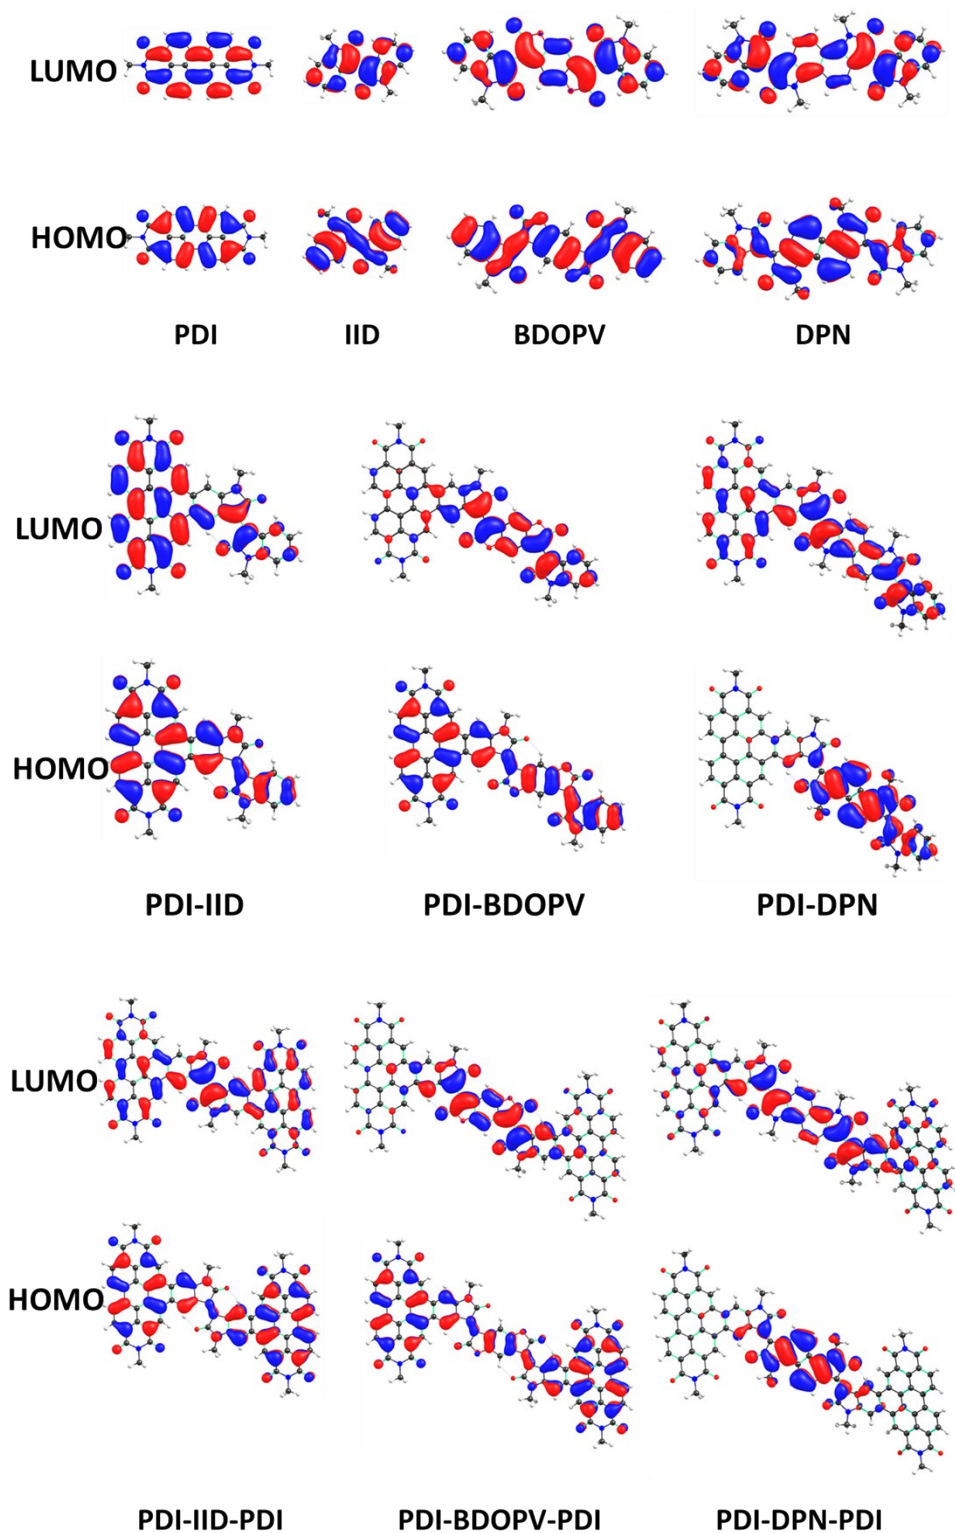 LUMO
HOMO
PDI IID BDOPV DPN
LUMO
HOMO
PDI-IID PDI-BDOPV PDI-DPN
LUMO
HOMO
PDI-IID-PDI PDI-BDOPV-PDI PDI-DPN-PDI